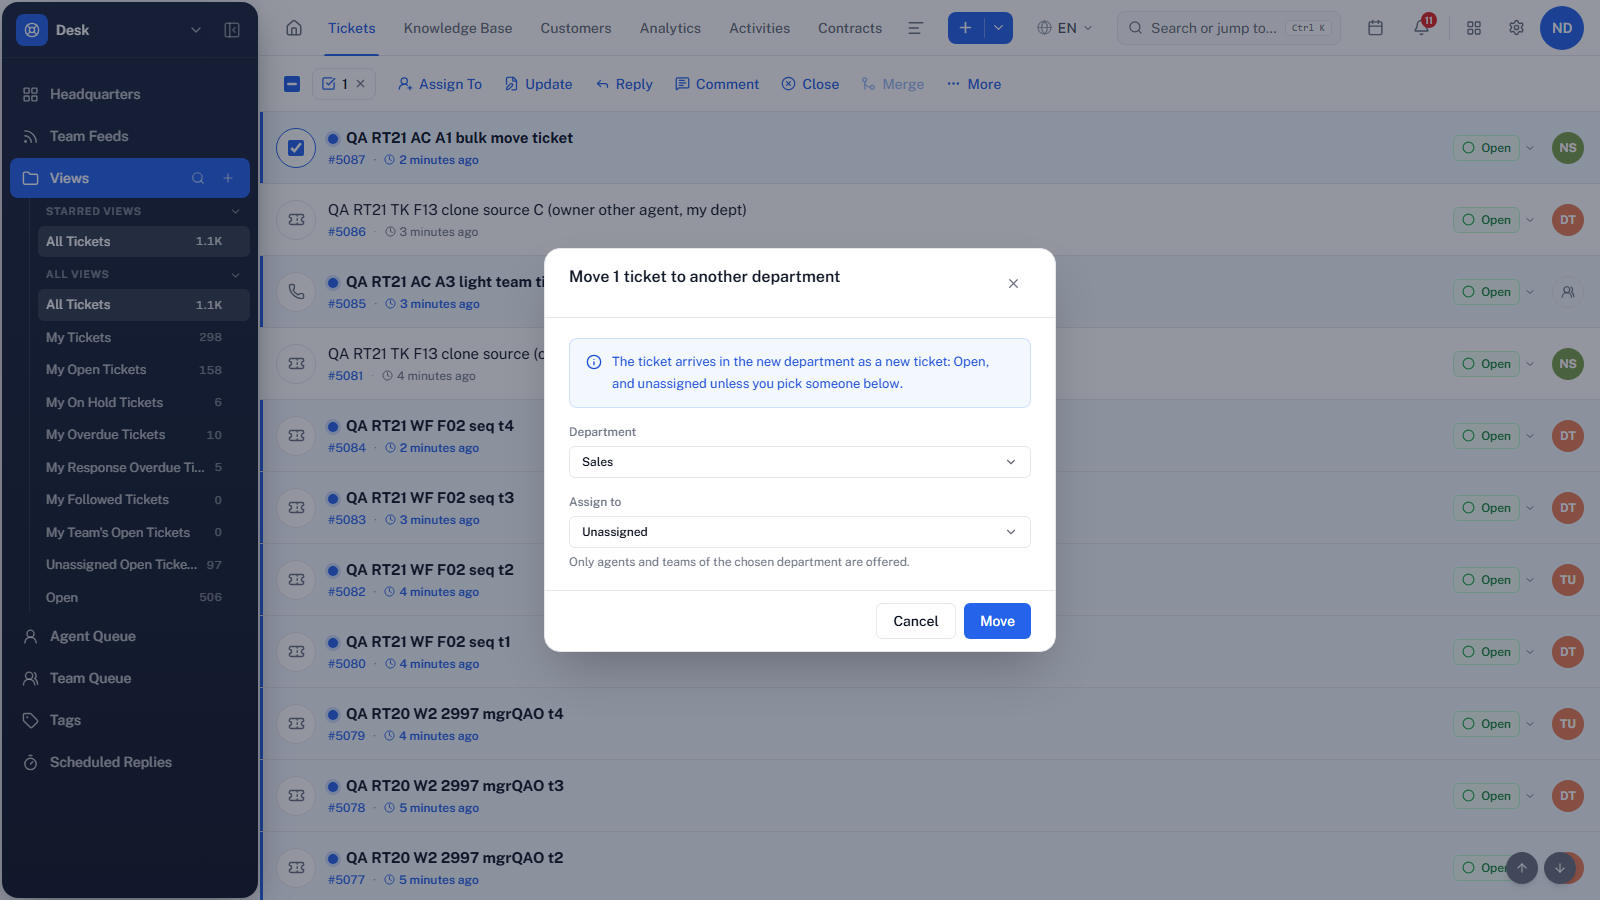 Desk
Headquarters
Team Feeds
Views
STARRED VIEWS
All Tickets 1.1K
ALL VIEWS
All Tickets 1.1K
My Tickets 298
My Open Tickets 158
My On Hold Tickets 6
My Overdue Tickets 10
My Response Overdue Ti... 5
My Followed Tickets 0
My Team's Open Tickets 0
Unassigned Open Ticke... 97
Open 506
Agent Queue
Team Queue
Tags
Scheduled Replies
Tickets Knowledge Base Customers Analytics Activities Contracts EN Search or jump to... Ctrl K 11 ND
1 Assign To Update Reply Comment Close Merge More
QA RT21 AC A1 bulk move ticket
#5087 · 2 minutes ago Open NS
QA RT21 TK F13 clone source C (owner other agent, my dept)
#5086 · 3 minutes ago Open DT
QA RT21 AC A3 light team ti
#5085 · 3 minutes ago Open
QA RT21 TK F13 clone source (o
#5081 · 4 minutes ago Open NS
QA RT21 WF F02 seq t4
#5084 · 2 minutes ago Open DT
QA RT21 WF F02 seq t3
#5083 · 3 minutes ago Open DT
QA RT21 WF F02 seq t2
#5082 · 4 minutes ago Open TU
QA RT21 WF F02 seq t1
#5080 · 4 minutes ago Open DT
QA RT20 W2 2997 mgrQAO t4
#5079 · 4 minutes ago Open TU
QA RT20 W2 2997 mgrQAO t3
#5078 · 5 minutes ago Open DT
QA RT20 W2 2997 mgrQAO t2
#5077 · 5 minutes ago Ope
Move 1 ticket to another department
The ticket arrives in the new department as a new ticket: Open,
and unassigned unless you pick someone below.
Department
Sales
Assign to
Unassigned
Only agents and teams of the chosen department are offered.
Cancel Move